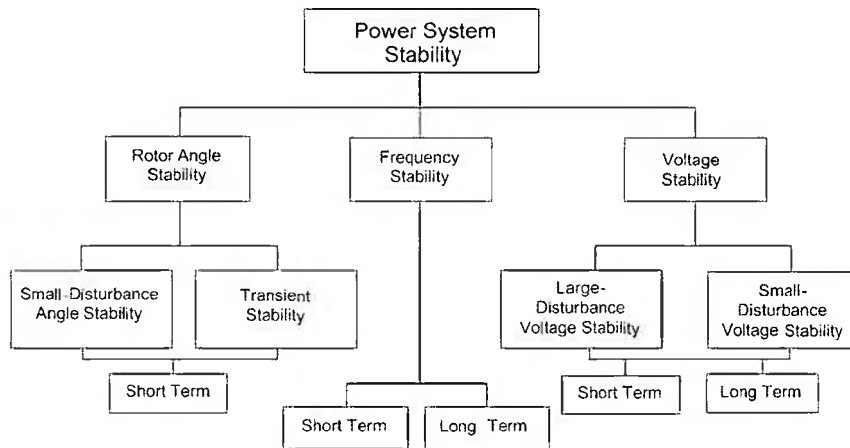 Power System
Stability
Rotor Angle
Stability
Frequency
Stability
Voltage
Stability
Small-Disturbance
Angle Stability
Transient
Stability
Large-
Disturbance
Voltage Stability
Small-
Disturbance
Voltage Stability
Short Term
Short Term
Long Term
Short Term
Long Term